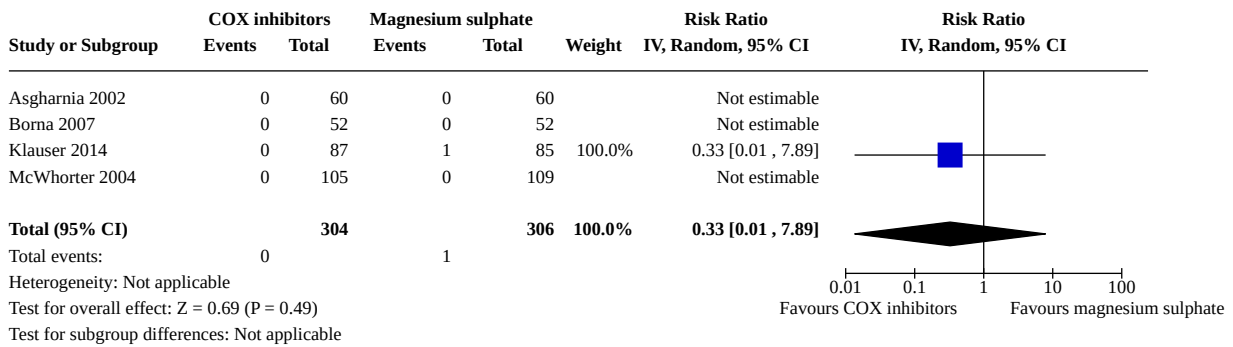 COX inhibitors Magnesium sulphate Risk Ratio Risk Ratio
Study or Subgroup Events Total Events Total Weight IV, Random, 95% CI IV, Random, 95% CI
Asgharnia 2002 0 60 0 60 Not estimable
Borna 2007 0 52 0 52 Not estimable
Klauser 2014 0 87 1 85 100.0% 0.33 [0.01 , 7.89]
McWhorter 2004 0 105 0 109 Not estimable
Total (95% CI) 304 306 100.0% 0.33 [0.01 , 7.89]
Total events: 0 1
Heterogeneity: Not applicable
0.01 0.1 1 10 100
Test for overall effect: Z = 0.69 (P = 0.49) Favours COX inhibitors Favours magnesium sulphate
Test for subgroup differences: Not applicable